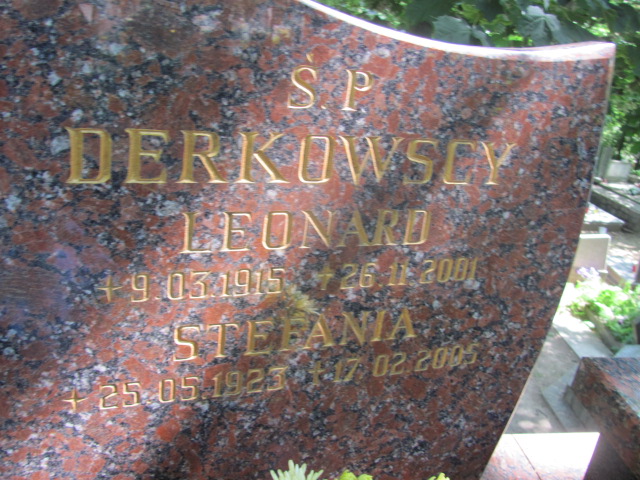 Ś.P
DERKOWSCY
LEONARD
+9.03.1915 +26.11.2001
STEFANIA
+25.05.1923 +17.02.2005